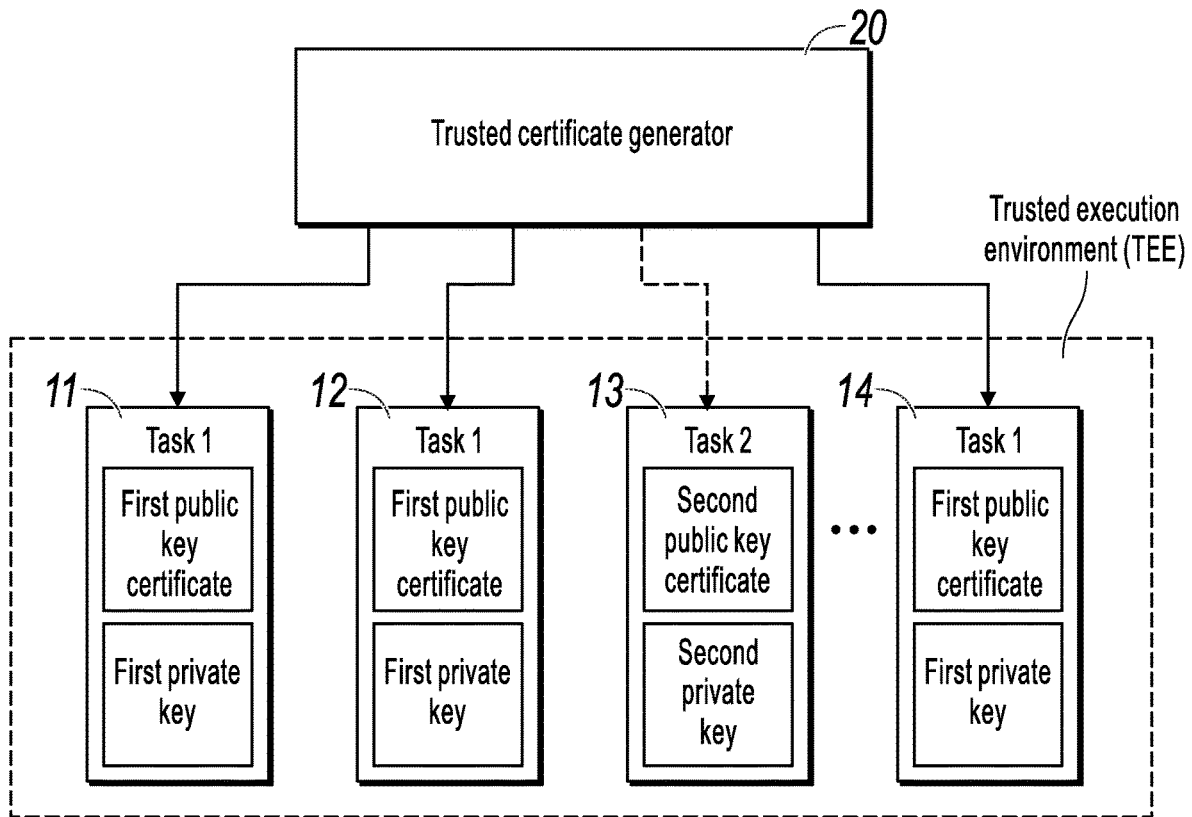 20
Trusted certificate generator
Trusted execution
environment (TEE)
11
Task 1
First public
key
certificate
First private
key
12
Task 1
First public
key
certificate
First private
key
13
Task 2
Second
public key
certificate
Second
private
key
•••
14
Task 1
First public
key
certificate
First private
key